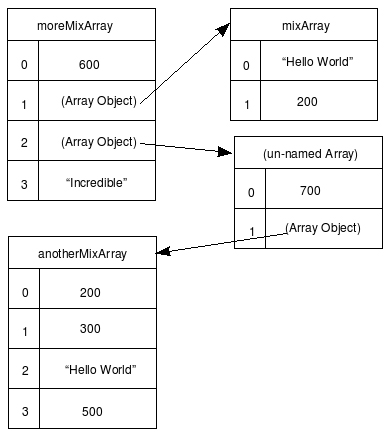 moreMixArray
0 600
1 (Array Object)
2 (Array Object)
3 “Incredible”
mixArray
0 “Hello World”
1 200
(un-named Array)
0 700
1 (Array Object)
anotherMixArray
0 200
1 300
2 “Hello World”
3 500